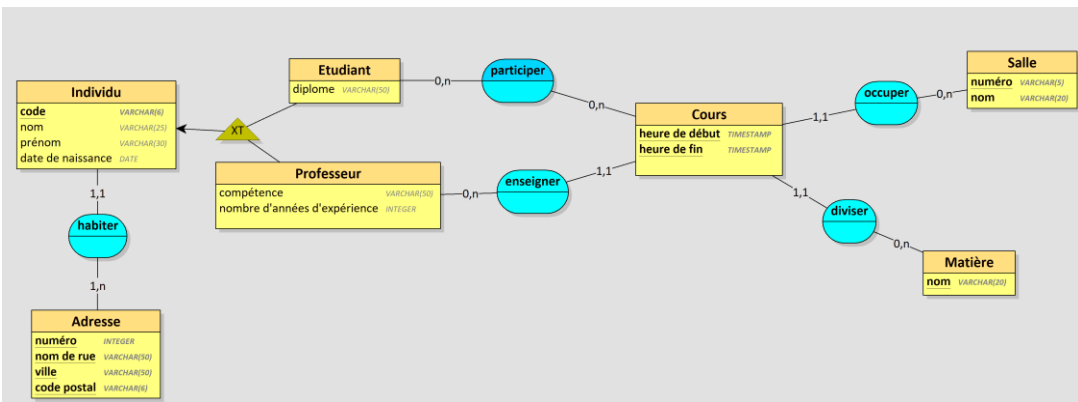 Individu
code VARCHAR(6)
nom VARCHAR(25)
prénom VARCHAR(30)
date de naissance DATE
1,1
habiter
1,n
Adresse
numéro INTEGER
nom de rue VARCHAR(50)
ville VARCHAR(50)
code postal VARCHAR(6)
XT
Etudiant
diplome VARCHAR(50)
0,n
participer
0,n
Professeur
compétence VARCHAR(50)
nombre d'années d'expérience INTEGER
0,n
enseigner
1,1
Cours
heure de début TIMESTAMP
heure de fin TIMESTAMP
1,1
occuper
0,n
Salle
numéro VARCHAR(5)
nom VARCHAR(20)
1,1
diviser
0,n
Matière
nom VARCHAR(20)